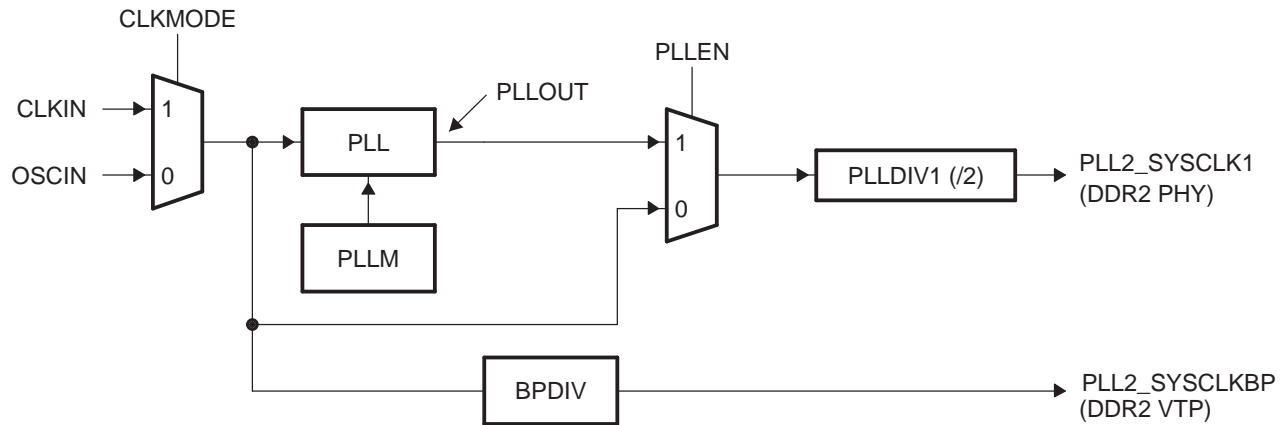 CLKMODE
CLKIN
1
OSCIN
0
PLL
PLLM
PLLOUT
PLLEN
1
0
PLLDIV1 (/2)
PLL2_SYSCLK1
(DDR2 PHY)
BPDIV
PLL2_SYSCLKBP
(DDR2 VTP)